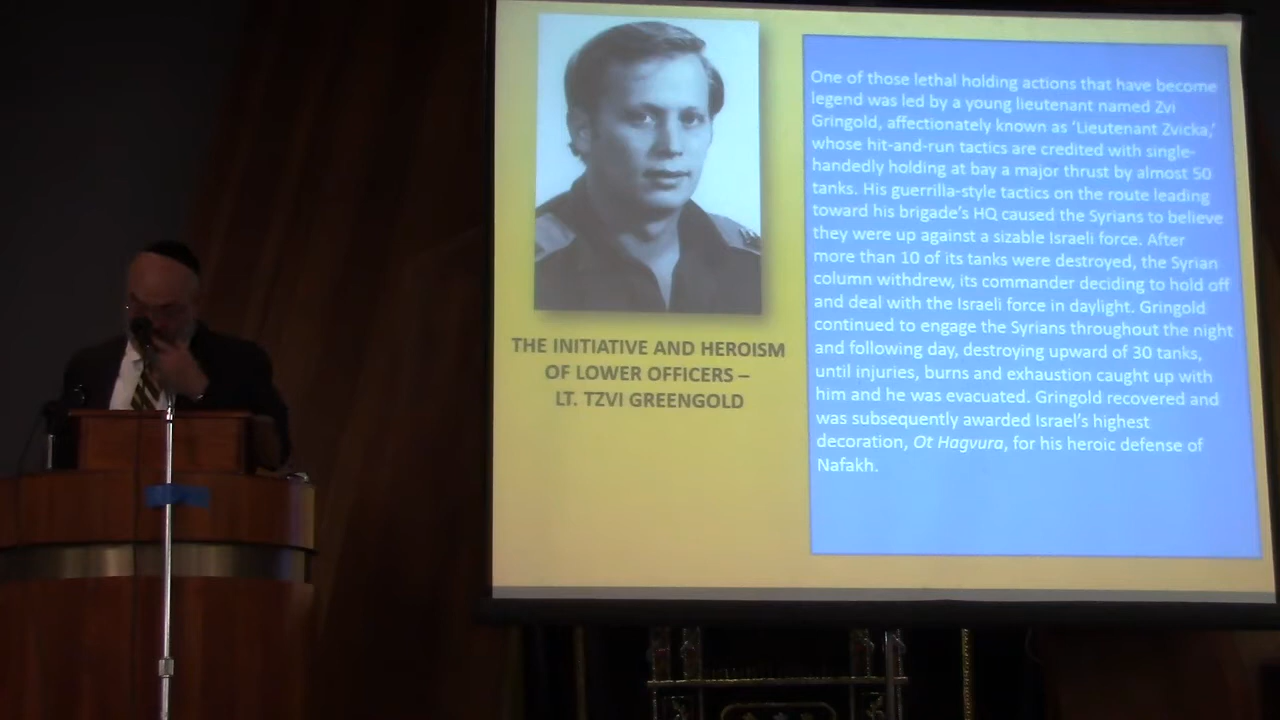 THE INITIATIVE AND HEROISM
OF LOWER OFFICERS –
LT. TZVI GREENGOLD
One of those lethal holding actions that have become
legend was led by a young lieutenant named Zvi
Gringold, affectionately known as ‘Lieutenant Zvicka,’
whose hit-and-run tactics are credited with single-
handedly holding at bay a major thrust by almost 50
tanks. His guerrilla-style tactics on the route leading
toward his brigade’s HQ caused the Syrians to believe
they were up against a sizable Israeli force. After
more than 10 of its tanks were destroyed, the Syrian
column withdrew, its commander deciding to hold off
and deal with the Israeli force in daylight. Gringold
continued to engage the Syrians throughout the night
and following day, destroying upward of 30 tanks,
until injuries, burns and exhaustion caught up with
him and he was evacuated. Gringold recovered and
was subsequently awarded Israel’s highest
decoration, Ot Hagvura, for his heroic defense of
Nafakh.